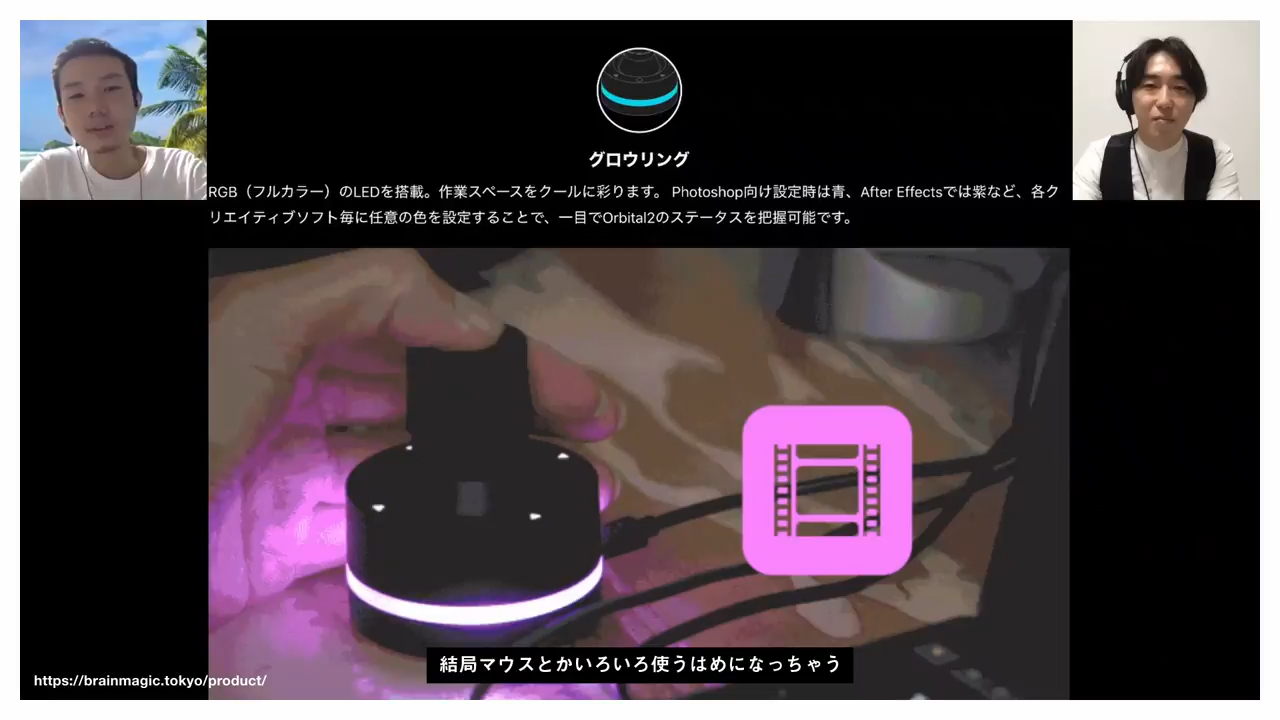 グロウリング
RGB（フルカラー）のLEDを搭載。作業スペースをクールに彩ります。 Photoshop向け設定時は青、After Effectsでは紫など、各ク
リエイティブソフト毎に任意の色を設定することで、一目でOrbital2のステータスを把握可能です。
結局マウスとかいろいろ使うはめになっちゃう
https://brainmagic.tokyo/product/